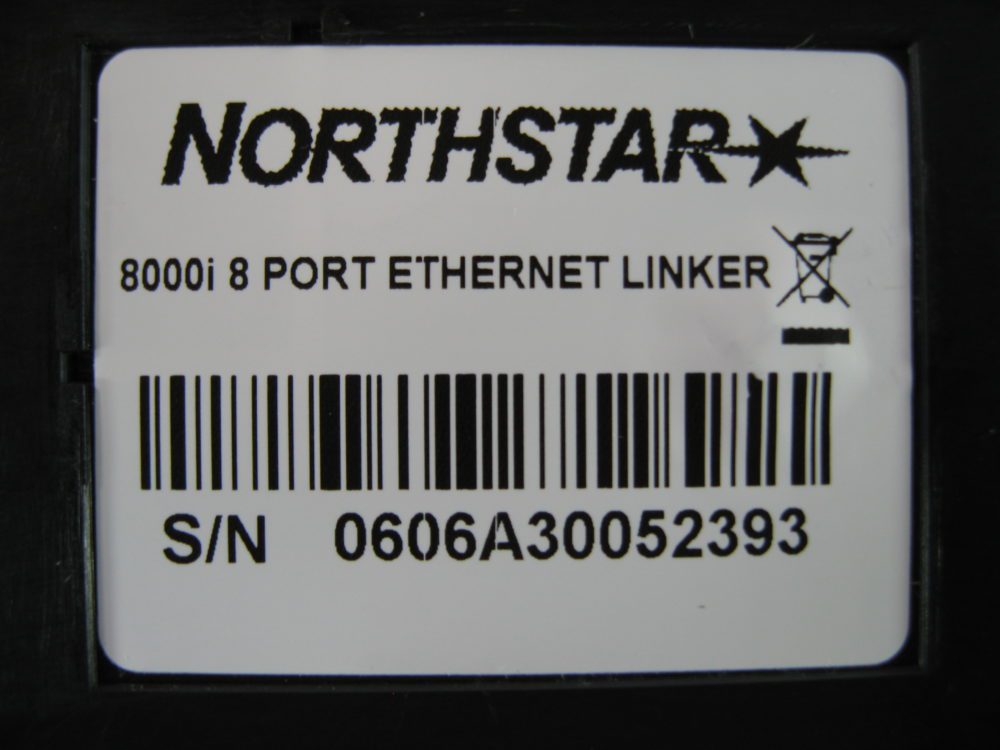 NORTHSTAR
8000i 8 PORT ETHERNET LINKER
S/N 0606A30052393